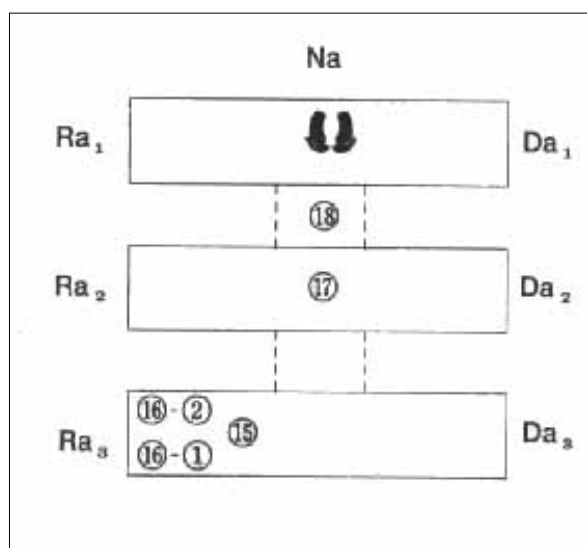 Na
Ra₁ Da₁
⑱
Ra₂ ⑰ Da₂
⑯-②
⑮
Ra₃ Da₃
⑯-①